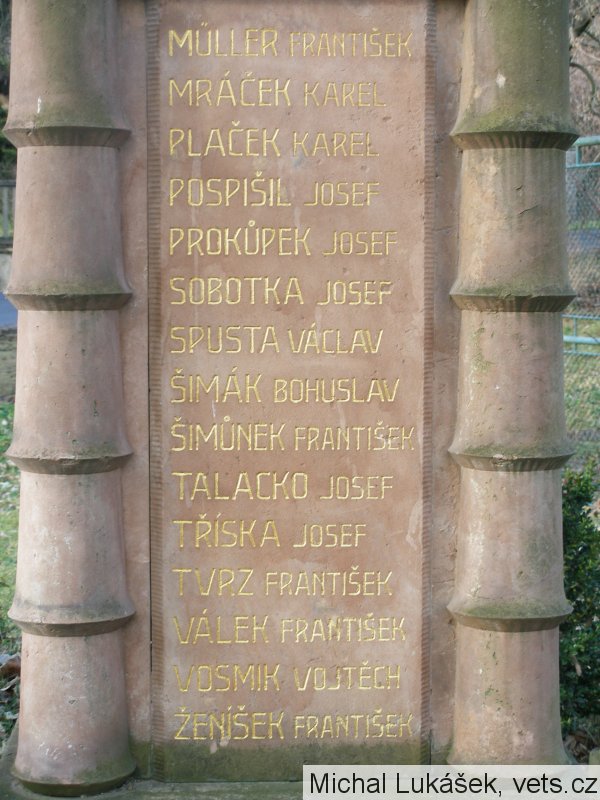 MÜLLER FRANTIŠEK
MRÁČEK KAREL
PLAČEK KAREL
POSPIŠIL JOSEF
PROKŮPEK JOSEF
SOBOTKA JOSEF
SPUSTA VÁCLAV
ŠIMÁK BOHUSLAV
ŠIMŮNEK FRANTIŠEK
TALACKO JOSEF
TŘÍSKA JOSEF
TVRZ FRANTIŠEK
VÁLEK FRANTIŠEK
VOSMIK VOJTĚCH
ŽENÍŠEK FRANTIŠEK
Michal Lukášek, vets.cz